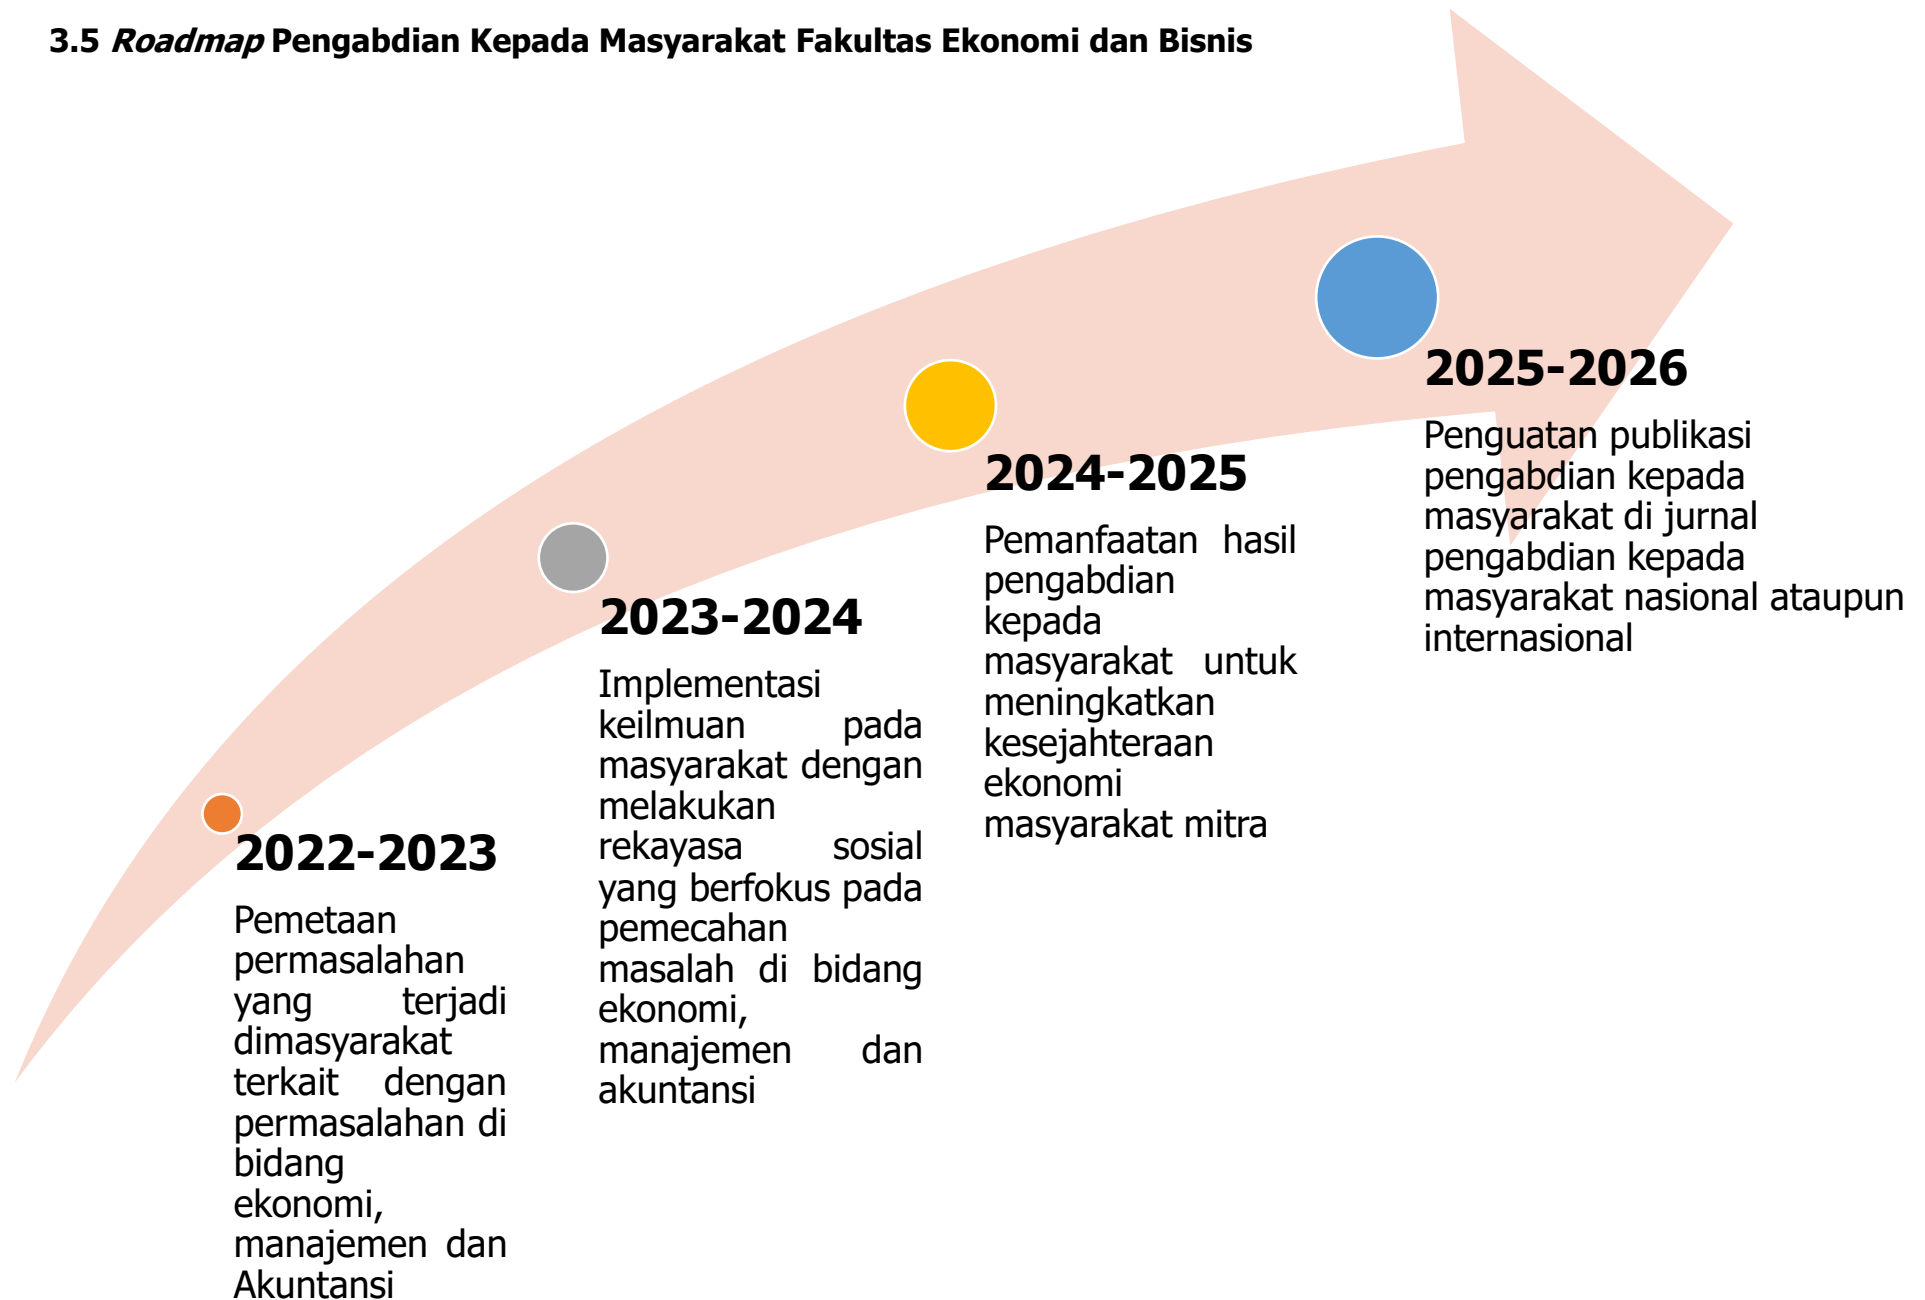 3.5 Roadmap Pengabdian Kepada Masyarakat Fakultas Ekonomi dan Bisnis
2022-2023
Pemetaan
permasalahan
yang terjadi
dimasyarakat
terkait dengan
permasalahan di
bidang
ekonomi,
manajemen dan
Akuntansi
2023-2024
Implementasi
keilmuan pada
masyarakat dengan
melakukan
rekayasa sosial
yang berfokus pada
pemecahan
masalah di bidang
ekonomi,
manajemen dan
akuntansi
2024-2025
Pemanfaatan hasil
pengabdian
kepada
masyarakat untuk
meningkatkan
kesejahteraan
ekonomi
masyarakat mitra
2025-2026
Penguatan publikasi
pengabdian kepada
masyarakat di jurnal
pengabdian kepada
masyarakat nasional ataupun
internasional